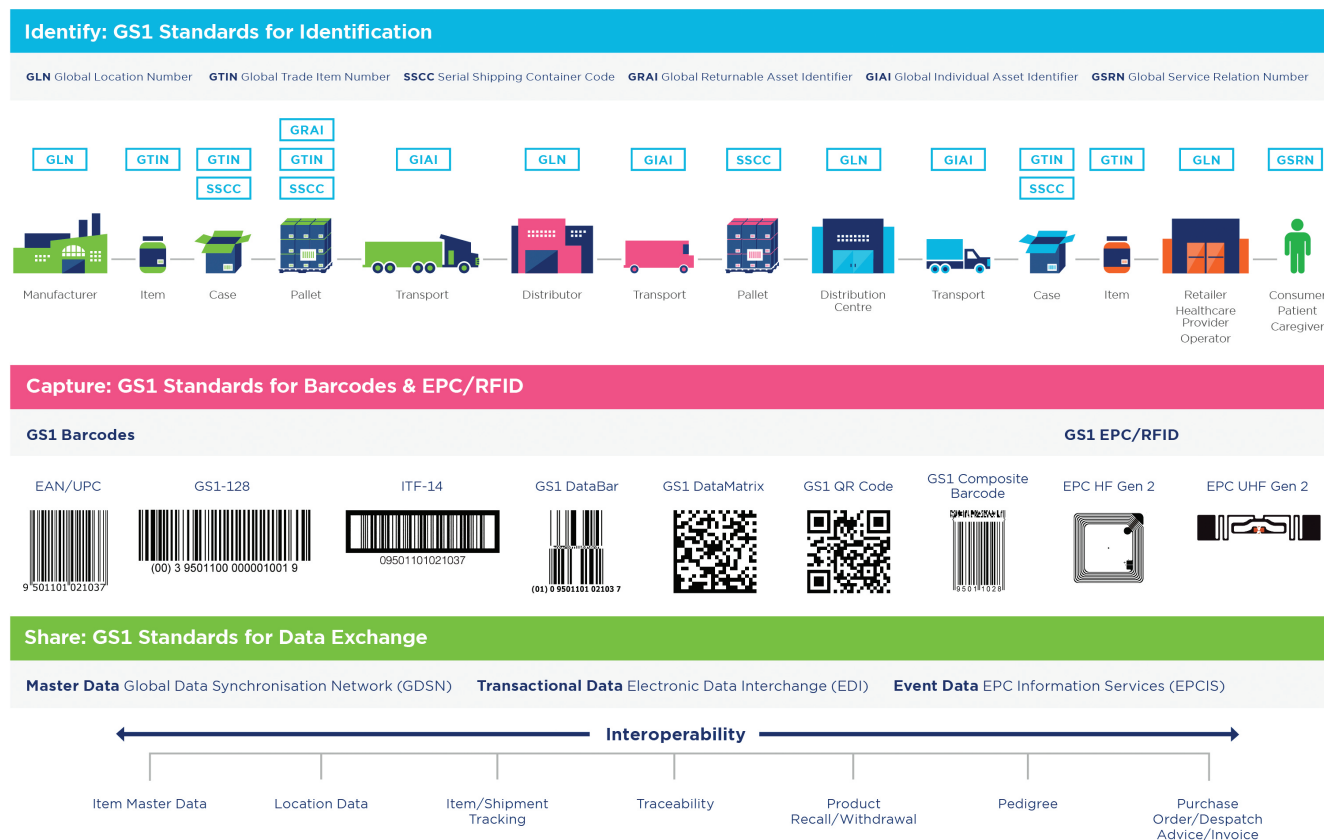 Identify: GS1 Standards for Identification
GLN Global Location Number GTIN Global Trade Item Number SSCC Serial Shipping Container Code GRAI Global Returnable Asset Identifier GIAI Global Individual Asset Identifier GSRN Global Service Relation Number
GRAI
GLN GTIN GTIN GTIN GIAI GLN GIAI SSCC GLN GIAI GTIN GTIN GLN GSRN
SSCC SSCC SSCC
Manufacturer Item Case Pallet Transport Distributor Transport Pallet Distribution Transport Case Item Retailer Consumer
Centre Healthcare Patient
Provider Caregiver
Operator
Capture: GS1 Standards for Barcodes & EPC/RFID
GS1 Barcodes GS1 EPC/RFID
EAN/UPC GS1-128 ITF-14 GS1 DataBar GS1 DataMatrix GS1 QR Code GS1 Composite EPC HF Gen 2 EPC UHF Gen 2
Barcode
9 501101 021037
(00) 3 9501100 000001001 9
09501101021037
(01) 0 9501101 02103 7
9501 1028
Share: GS1 Standards for Data Exchange
Master Data Global Data Synchronisation Network (GDSN) Transactional Data Electronic Data Interchange (EDI) Event Data EPC Information Services (EPCIS)
Interoperability
Item Master Data Location Data Item/Shipment Traceability Product Pedigree Purchase
Tracking Recall/Withdrawal Order/Despatch
Advice/Invoice